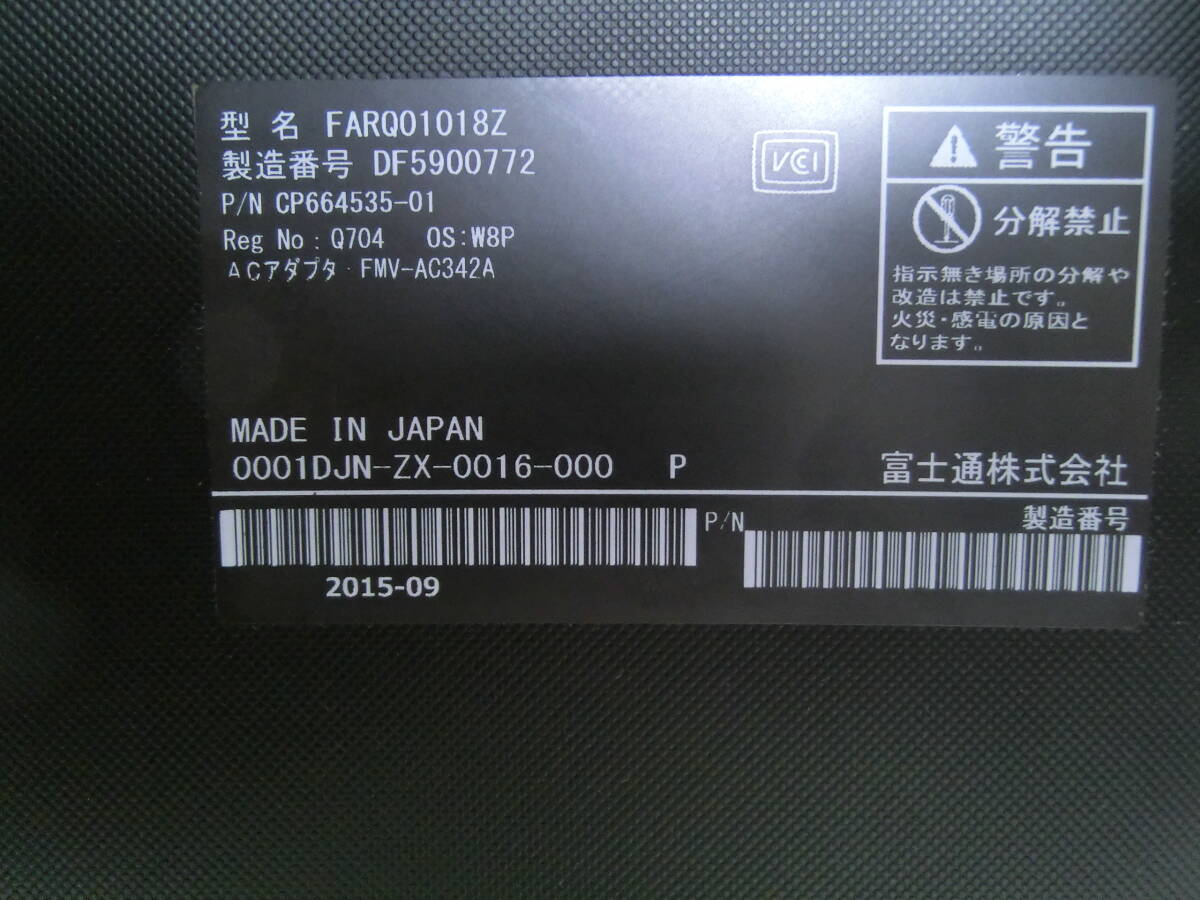 型 名 FARQ01018Z
製造番号 DF5900772
P/N CP664535-01
Reg No : Q704 OS:W8P
ACアダプタ FMV-AC342A
VCCI
警告
分解禁止
指示無き場所の分解や
改造は禁止です。
火災・感電の原因と
なります。
MADE IN JAPAN
0001DJN-ZX-0016-000 P
富士通株式会社
P/N
製造番号
2015-09